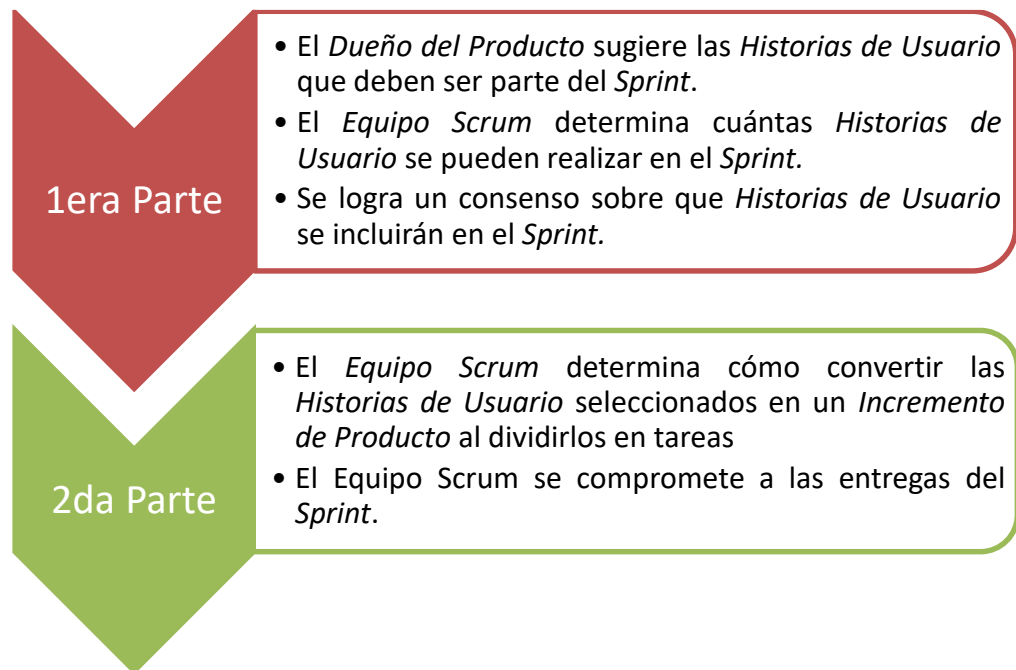 1era Parte
• El Dueño del Producto sugiere las Historias de Usuario
que deben ser parte del Sprint.
• El Equipo Scrum determina cuántas Historias de
Usuario se pueden realizar en el Sprint.
• Se logra un consenso sobre que Historias de Usuario
se incluirán en el Sprint.
2da Parte
• El Equipo Scrum determina cómo convertir las
Historias de Usuario seleccionados en un Incremento
de Producto al dividirlos en tareas
• El Equipo Scrum se compromete a las entregas del
Sprint.